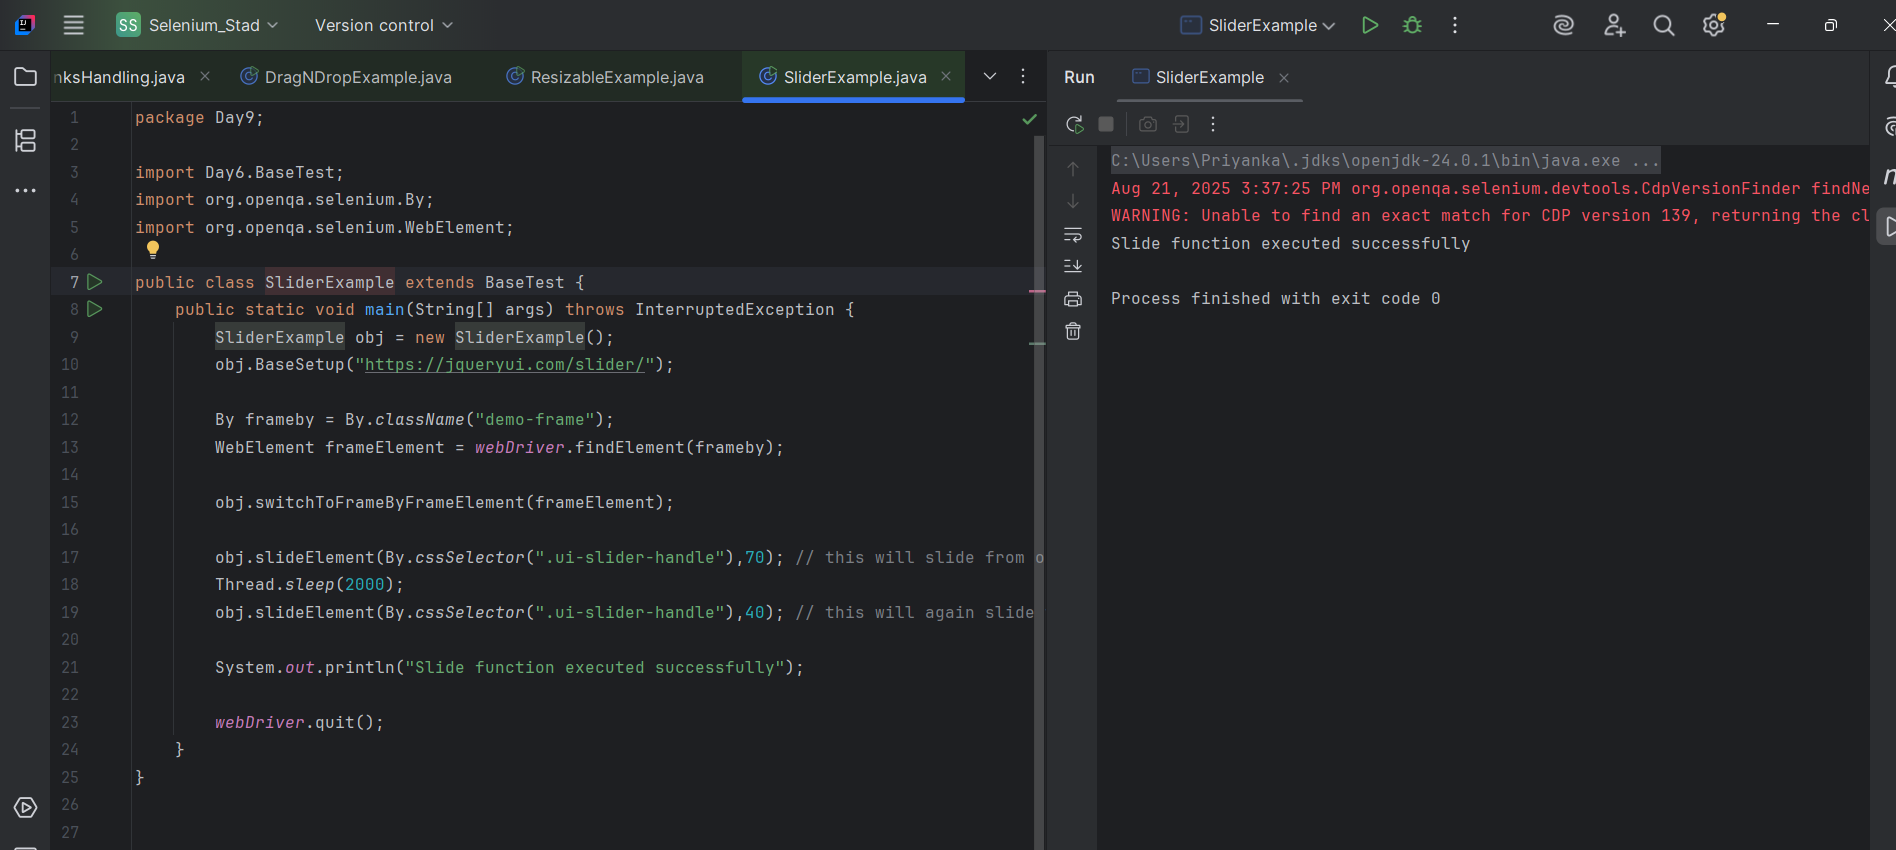 SS Selenium_Stad Version control SliderExample
nksHandling.java DragNDropExample.java ResizableExample.java SliderExample.java Run SliderExample
1 package Day9;
2
3 import Day6.BaseTest;
4 import org.openqa.selenium.By;
5 import org.openqa.selenium.WebElement;
6
7 public class SliderExample extends BaseTest {
8 public static void main(String[] args) throws InterruptedException {
9 SliderExample obj = new SliderExample();
10 obj.BaseSetup("https://jqueryui.com/slider/");
11
12 By frameby = By.className("demo-frame");
13 WebElement frameElement = webDriver.findElement(frameby);
14
15 obj.switchToFrameByFrameElement(frameElement);
16
17 obj.slideElement(By.cssSelector(".ui-slider-handle"),70); // this will slide from o
18 Thread.sleep(2000);
19 obj.slideElement(By.cssSelector(".ui-slider-handle"),40); // this will again slide
20
21 System.out.println("Slide function executed successfully");
22
23 webDriver.quit();
24 }
25 }
26
27
C:\Users\Priyanka\.jdks\openjdk-24.0.1\bin\java.exe ...
Aug 21, 2025 3:37:25 PM org.openqa.selenium.devtools.CdpVersionFinder findNe
WARNING: Unable to find an exact match for CDP version 139, returning the cl
Slide function executed successfully
Process finished with exit code 0